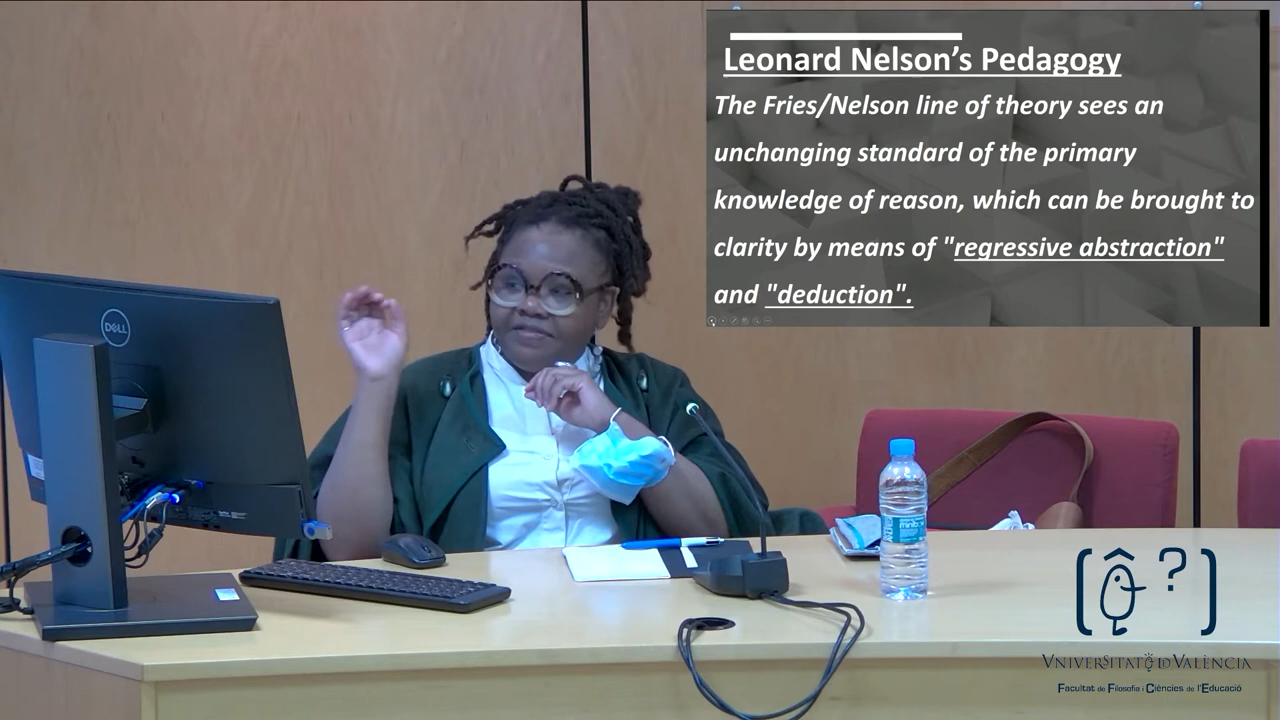 Leonard Nelson's Pedagogy
The Fries/Nelson line of theory sees an
unchanging standard of the primary
knowledge of reason, which can be brought to
clarity by means of "regressive abstraction"
and "deduction".
DELL
[ ? ]
VNIVERSITAT ID VALÈNCIA
Facultat de Filosofia i Ciències de l'Educació